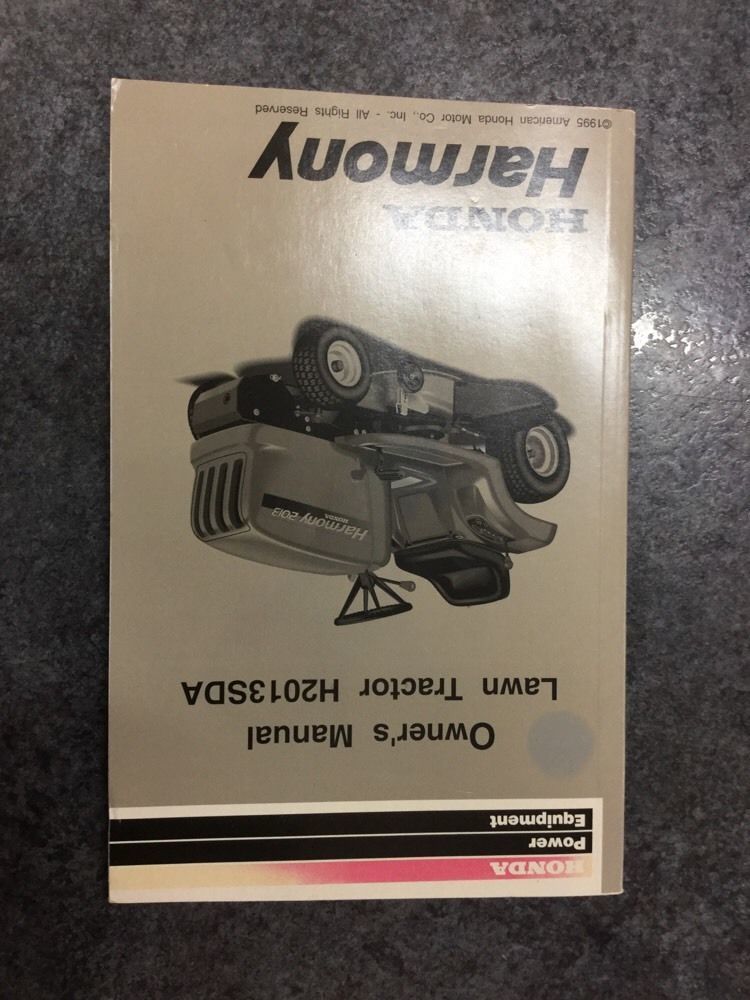 HONDA
Power
Equipment
Owner's Manual
Lawn Tractor H2013SDA
HONDA
Harmony 2013
HONDA
Harmony
©1995 American Honda Motor Co., Inc. - All Rights Reserved